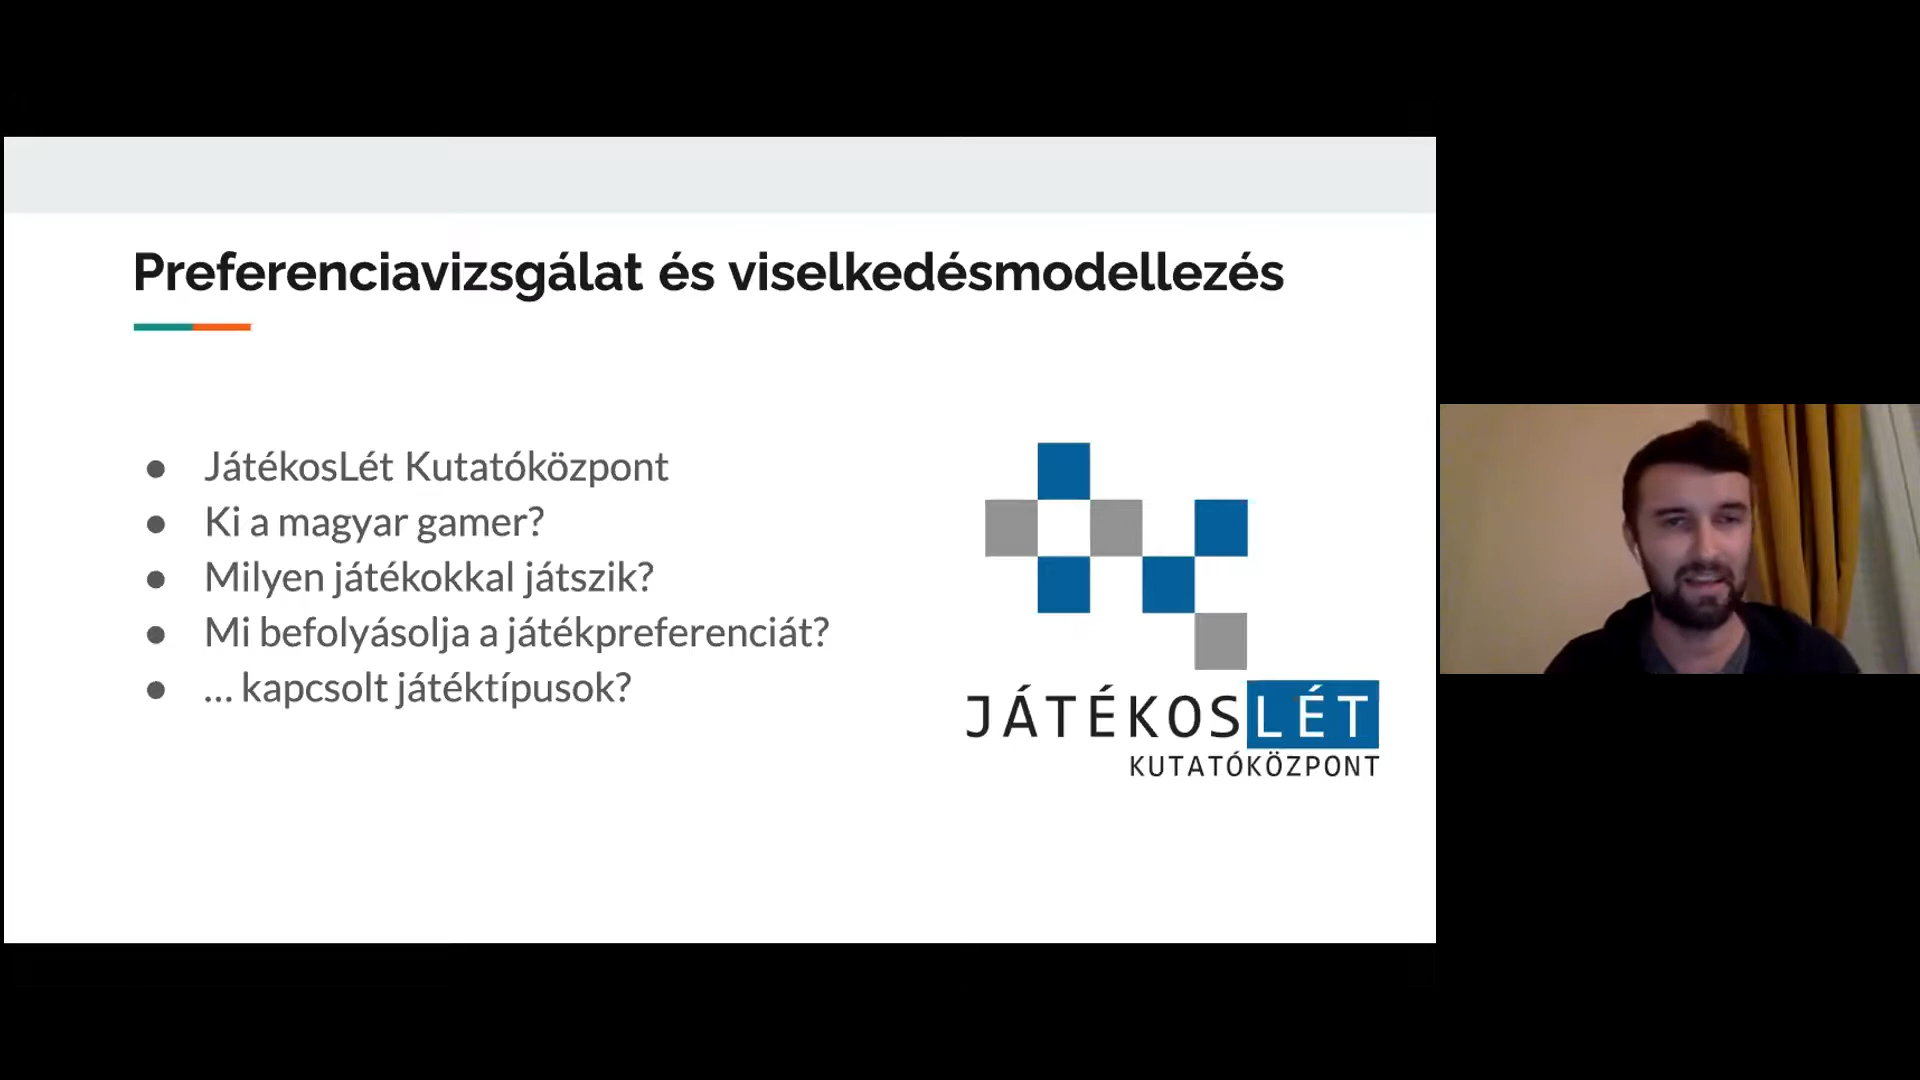 Preferenciavizsgálat és viselkedésmodellezés
● JátékosLét Kutatóközpont
● Ki a magyar gamer?
● Milyen játékokkal játszik?
● Mi befolyásolja a játékpreferenciát?
● ... kapcsolt játéktípusok?
JÁTÉKOSLÉT
KUTATÓKÖZPONT